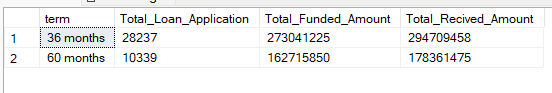 term Total_Loan_Application Total_Funded_Amount Total_Recived_Amount
1 36 months 28237 273041225 294709458
2 60 months 10339 162715850 178361475